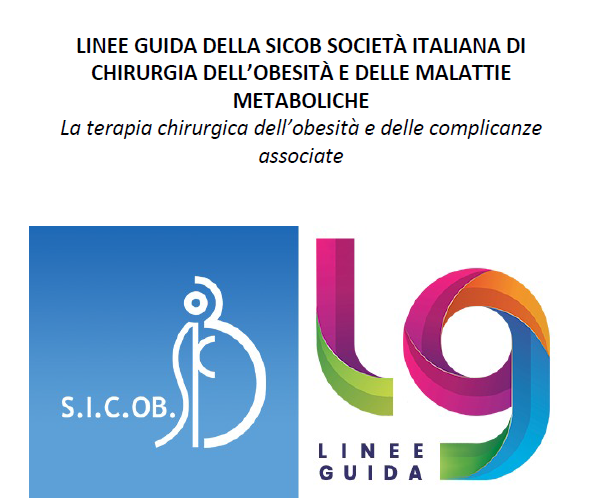 LINEE GUIDA DELLA SICOB SOCIETÀ ITALIANA DI
CHIRURGIA DELL’OBESITÀ E DELLE MALATTIE
METABOLICHE
La terapia chirurgica dell’obesità e delle complicanze
associate
S.I.C.OB.
lg
LINEE
GUIDA